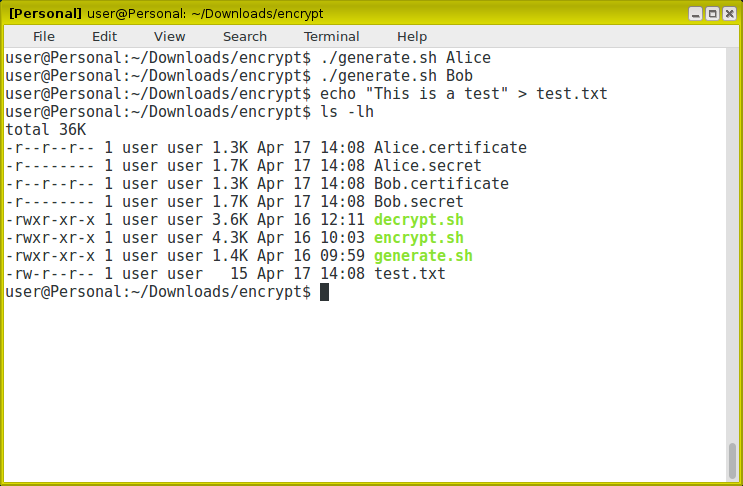 [Personal] user@Personal: ~/Downloads/encrypt
File Edit View Search Terminal Help
user@Personal:~/Downloads/encrypt$ ./generate.sh Alice
user@Personal:~/Downloads/encrypt$ ./generate.sh Bob
user@Personal:~/Downloads/encrypt$ echo "This is a test" > test.txt
user@Personal:~/Downloads/encrypt$ ls -lh
total 36K
-r--r--r-- 1 user user 1.3K Apr 17 14:08 Alice.certificate
-r-------- 1 user user 1.7K Apr 17 14:08 Alice.secret
-r--r--r-- 1 user user 1.3K Apr 17 14:08 Bob.certificate
-r-------- 1 user user 1.7K Apr 17 14:08 Bob.secret
-rwxr-xr-x 1 user user 3.6K Apr 16 12:11 decrypt.sh
-rwxr-xr-x 1 user user 4.3K Apr 16 10:03 encrypt.sh
-rwxr-xr-x 1 user user 1.4K Apr 16 09:59 generate.sh
-rw-r--r-- 1 user user   15 Apr 17 14:08 test.txt
user@Personal:~/Downloads/encrypt$